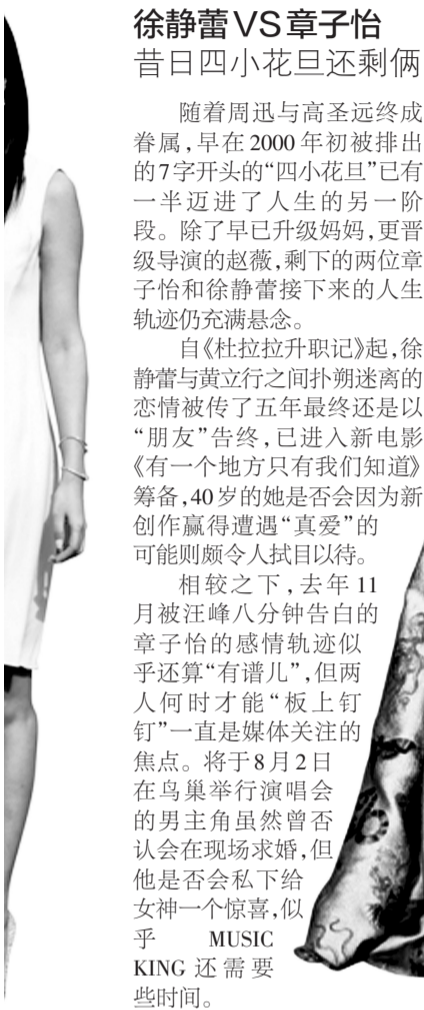 徐静蕾VS章子怡
昔日四小花旦还剩俩
随着周迅与高圣远终成
眷属,早在2000年初被排出
的7字开头的“四小花旦”已有
一半迈进了人生的另一阶
段。除了早已升级妈妈,更晋
级导演的赵薇,剩下的两位章
子怡和徐静蕾接下来的人生
轨迹仍充满悬念。
自《杜拉拉升职记》起,徐
静蕾与黄立行之间扑朔迷离的
恋情被传了五年最终还是以
“朋友”告终,已进入新电影
《有一个地方只有我们知道》
筹备,40岁的她是否会因为新
创作赢得遭遇“真爱”的
可能则颇令人拭目以待。
相较之下,去年11
月被汪峰八分钟告白的
章子怡的感情轨迹似
乎还算“有谱儿”,但两
人何时才能“板上钉
钉”一直是媒体关注的
焦点。将于8月2日
在鸟巢举行演唱会
的男主角虽然曾否
认会在现场求婚,但
他是否会私下给
女神一个惊喜,似
乎 MUSIC
KING 还需要
些时间。